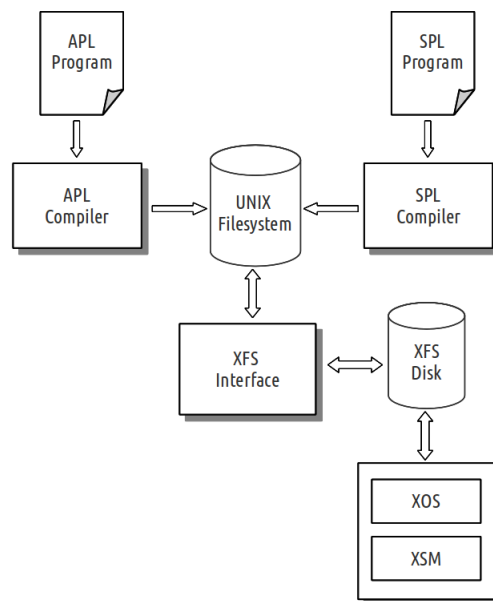 APL
Program
SPL
Program
APL
Compiler
UNIX
Filesystem
SPL
Compiler
XFS
Interface
XFS
Disk
XOS
XSM